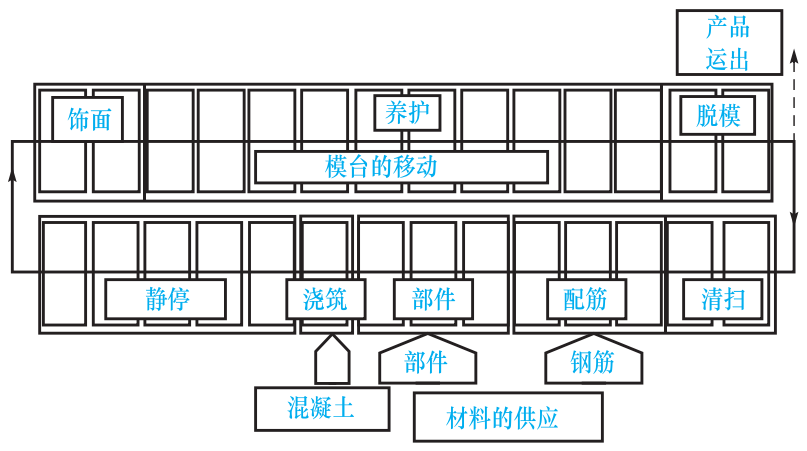 产品
运出
饰面
养护
脱模
模台的移动
静停
浇筑
部件
配筋
清扫
部件
钢筋
混凝土
材料的供应